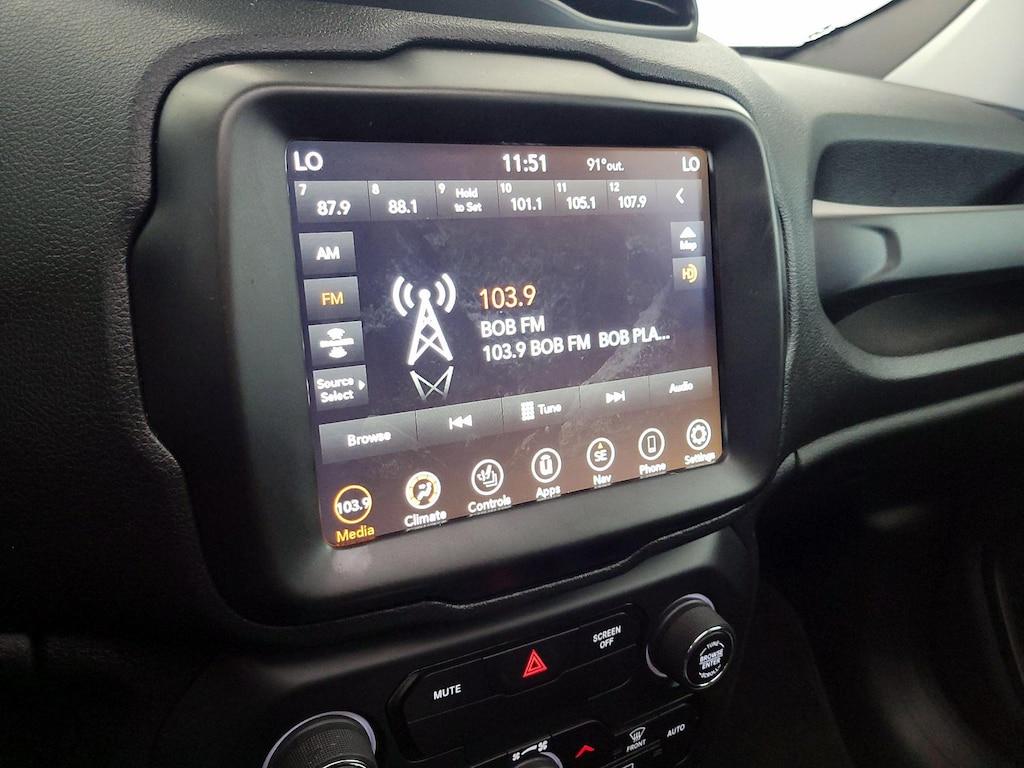 LO 11:51 91°out. LO
7 87.9 8 88.1 9 Hold to Set 10 101.1 11 105.1 12 107.9
AM
Map
FM
HD
103.9
BOB FM
103.9 BOB FM BOB PLA...
Source
Select
Browse Tune Audio
103.9 SE
Media Climate Controls Apps Nav Phone Settings
MUTE
SCREEN
OFF
TUNE
BROWSE
ENTER
SCROLL
FRONT
AUTO